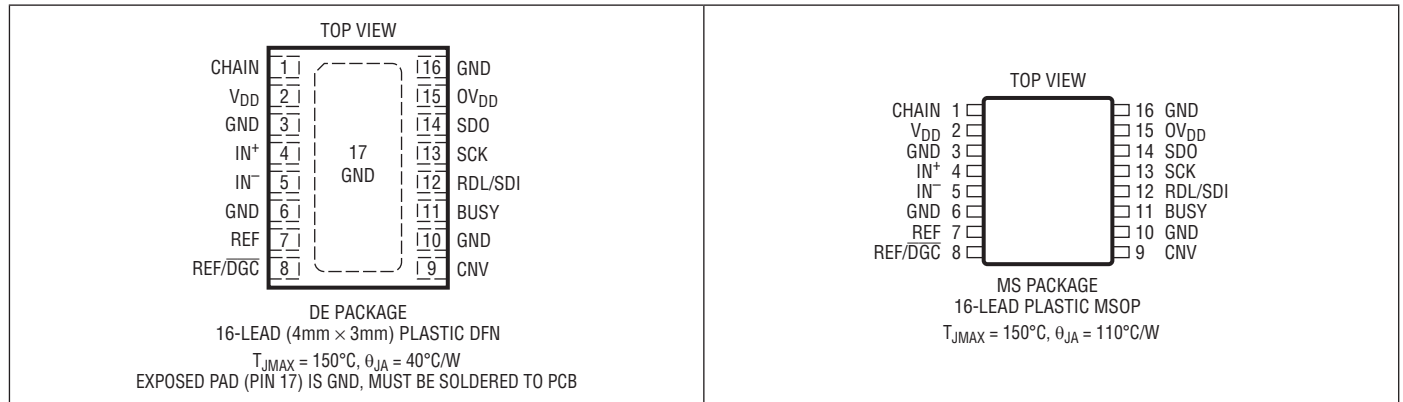 TOP VIEW
CHAIN 1 16 GND
VDD 2 15 OVDD
GND 3 14 SDO
IN+ 4 13 SCK
IN– 5 12 RDL/SDI
GND 6 11 BUSY
REF 7 10 GND
REF/DGC 8 9 CNV
17
GND
DE PACKAGE
16-LEAD (4mm × 3mm) PLASTIC DFN
TJMAX = 150°C, θJA = 40°C/W
EXPOSED PAD (PIN 17) IS GND, MUST BE SOLDERED TO PCB
TOP VIEW
CHAIN 1 16 GND
VDD 2 15 OVDD
GND 3 14 SDO
IN+ 4 13 SCK
IN– 5 12 RDL/SDI
GND 6 11 BUSY
REF 7 10 GND
REF/DGC 8 9 CNV
MS PACKAGE
16-LEAD PLASTIC MSOP
TJMAX = 150°C, θJA = 110°C/W